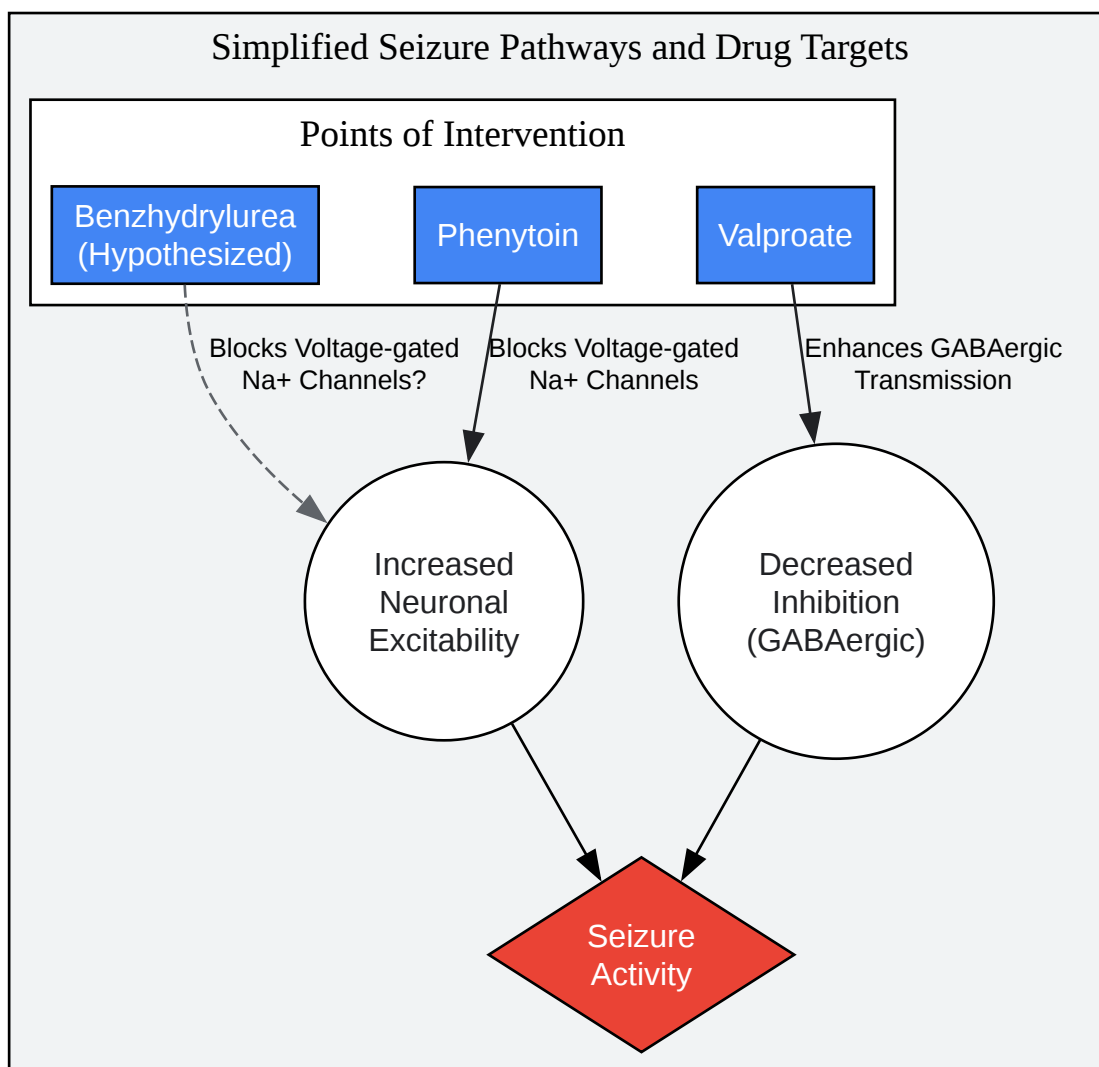 Simplified Seizure Pathways and Drug Targets
Points of Intervention
Benzhydrylurea
(Hypothesized)
Phenytoin
Valproate
Blocks Voltage-gated
Na+ Channels?
Blocks Voltage-gated
Na+ Channels
Enhances GABAergic
Transmission
Increased
Neuronal
Excitability
Decreased
Inhibition
(GABAergic)
Seizure
Activity